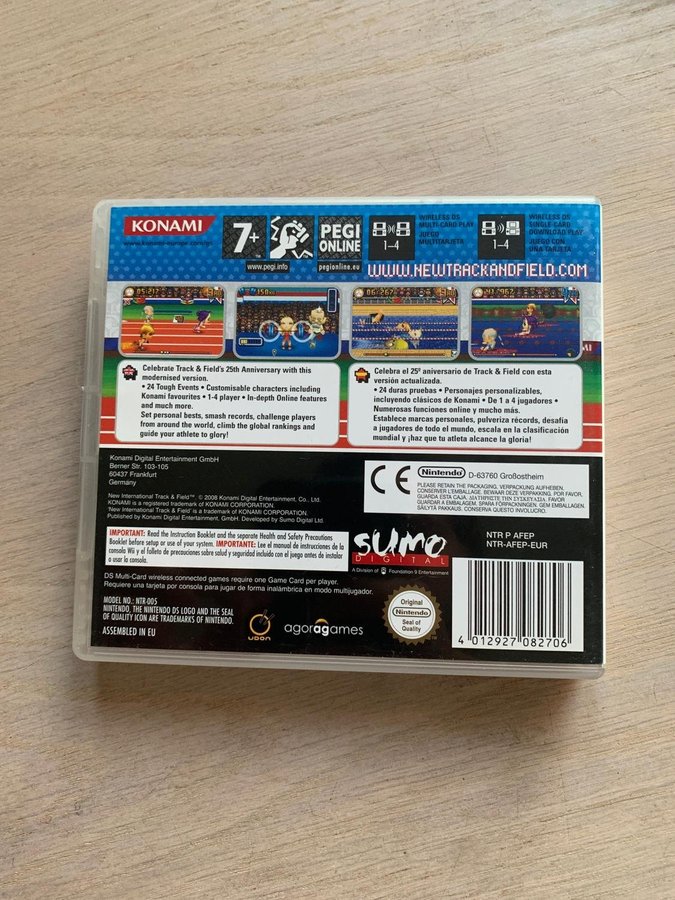 KONAMI
www.konami-europe.com/gs
7+
www.pegi.info
PEGI
ONLINE
pegionline.eu
1-4
WIRELESS DS
MULTI-CARD PLAY
JUEGO
MULTITARJETA
1-4
WIRELESS DS
SINGLE-CARD
DOWNLOAD PLAY
JUEGO CON
UNA TARJETA
WWW.NEWTRACKANDFIELD.COM
Celebrate Track & Field's 25th Anniversary with this
modernised version.
• 24 Tough Events • Customisable characters including
Konami favourites • 1-4 player • In-depth Online features
and much more.
Set personal bests, smash records, challenge players
from around the world, climb the global rankings and
guide your athlete to glory!
Celebra el 25º aniversario de Track & Field con esta
versión actualizada.
• 24 duras pruebas • Personajes personalizables,
incluyendo clásicos de Konami • De 1 a 4 jugadores •
Numerosas funciones online y mucho más.
Establece marcas personales, pulveriza récords, desafía
a jugadores de todo el mundo, escala en la clasificación
mundial y ¡haz que tu atleta alcance la gloria!
Konami Digital Entertainment GmbH
Berner Str. 103-105
60437 Frankfurt
Germany
New International Track & Field™ © 2008 Konami Digital Entertainment Co., Ltd.
KONAMI is a registered trademark of KONAMI CORPORATION.
'New International Track & Field' is a trademark of KONAMI CORPORATION.
Published by Konami Digital Entertainment, GmbH. Developed by Sumo Digital Ltd.
CE
Nintendo
D-63760 Großostheim
PLEASE RETAIN THE PACKAGING, VERPACKUNG AUFHEBEN.
CONSERVER L'EMBALLAGE. BEWAAR DEZE VERPAKKING. POR FAVOR,
GUARDA ESTA CAJA. ΔΙΑΤΗΡΗΣΤΕ ΤΗ ΣΥΣΚΕΥΑΣΙΑ. FAVOR
GUARDAR A EMBALAGEM. SPARA FÖRPACKNINGEN. GEM EMBALLAGEN.
SÄILYTÄ PAKKAUS. CONSERVA QUESTO INVOLUCRO.
IMPORTANT: Read the Instruction Booklet and the separate Health and Safety Precautions
Booklet before setup or use of your system. IMPORTANTE: Lee el manual de instrucciones de la
consola Wii y el folleto de precauciones sobre salud y seguridad incluido con el juego antes de instalar
o usar la consola.
sumo
DIGITAL
A Division of Foundation 9 Entertainment
NTR P AFEP
NTR-AFEP-EUR
DS Multi-Card wireless connected games require one Game Card per player.
Requiere una tarjeta por consola para jugar de forma inalámbrica en modo multijugador.
MODEL NO.: NTR-005
NINTENDO, THE NINTENDO DS LOGO AND THE SEAL
OF QUALITY ICON ARE TRADEMARKS OF NINTENDO.
ASSEMBLED IN EU
UDON
agoragames
Original
Nintendo
Seal of
Quality
4 012927 082706